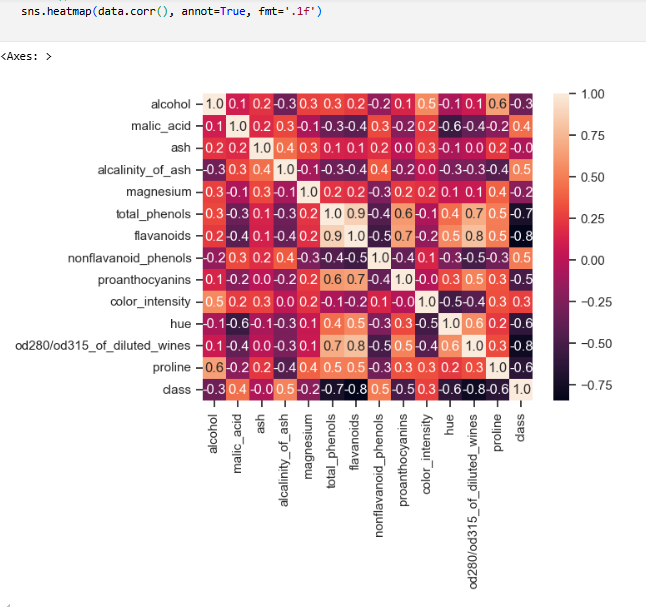 sns.heatmap(data.corr(), annot=True, fmt='.1f')
<Axes: >
alcohol 1.0 0.1 0.2 -0.3 0.3 0.3 0.2 -0.2 0.1 0.5 -0.1 0.1 0.6 -0.3
malic_acid 0.1 1.0 0.2 0.3 -0.1 -0.3 -0.4 0.3 -0.2 0.2 -0.6 -0.4 -0.2 0.4
ash 0.2 0.2 1.0 0.4 0.3 0.1 0.1 0.2 0.0 0.3 -0.1 0.0 0.2 -0.0
alcalinity_of_ash -0.3 0.3 0.4 1.0 -0.1 -0.3 -0.4 0.4 -0.2 0.0 -0.3 -0.3 -0.4 0.5
magnesium 0.3 -0.1 0.3 -0.1 1.0 0.2 0.2 -0.3 0.2 0.2 0.1 0.1 0.4 -0.2
total_phenols 0.3 -0.3 0.1 -0.3 0.2 1.0 0.9 -0.4 0.6 -0.1 0.4 0.7 0.5 -0.7
flavanoids 0.2 -0.4 0.1 -0.4 0.2 0.9 1.0 -0.5 0.7 -0.2 0.5 0.8 0.5 -0.8
nonflavanoid_phenols -0.2 0.3 0.2 0.4 -0.3 -0.4 -0.5 1.0 -0.4 0.1 -0.3 -0.5 -0.3 0.5
proanthocyanins 0.1 -0.2 0.0 -0.2 0.2 0.6 0.7 -0.4 1.0 -0.0 0.3 0.5 0.3 -0.5
color_intensity 0.5 0.2 0.3 0.0 0.2 -0.1 -0.2 0.1 -0.0 1.0 -0.5 -0.4 0.3 0.3
hue -0.1 -0.6 -0.1 -0.3 0.1 0.4 0.5 -0.3 0.3 -0.5 1.0 0.6 0.2 -0.6
od280/od315_of_diluted_wines 0.1 -0.4 0.0 -0.3 0.1 0.7 0.8 -0.5 0.5 -0.4 0.6 1.0 0.3 -0.8
proline 0.6 -0.2 0.2 -0.4 0.4 0.5 0.5 -0.3 0.3 0.3 0.2 0.3 1.0 -0.6
class -0.3 0.4 -0.0 0.5 -0.2 -0.7 -0.8 0.5 -0.5 0.3 -0.6 -0.8 -0.6 1.0
alcohol
malic_acid
ash
alcalinity_of_ash
magnesium
total_phenols
flavanoids
nonflavanoid_phenols
proanthocyanins
color_intensity
hue
od280/od315_of_diluted_wines
proline
class
1.00
0.75
0.50
0.25
0.00
-0.25
-0.50
-0.75